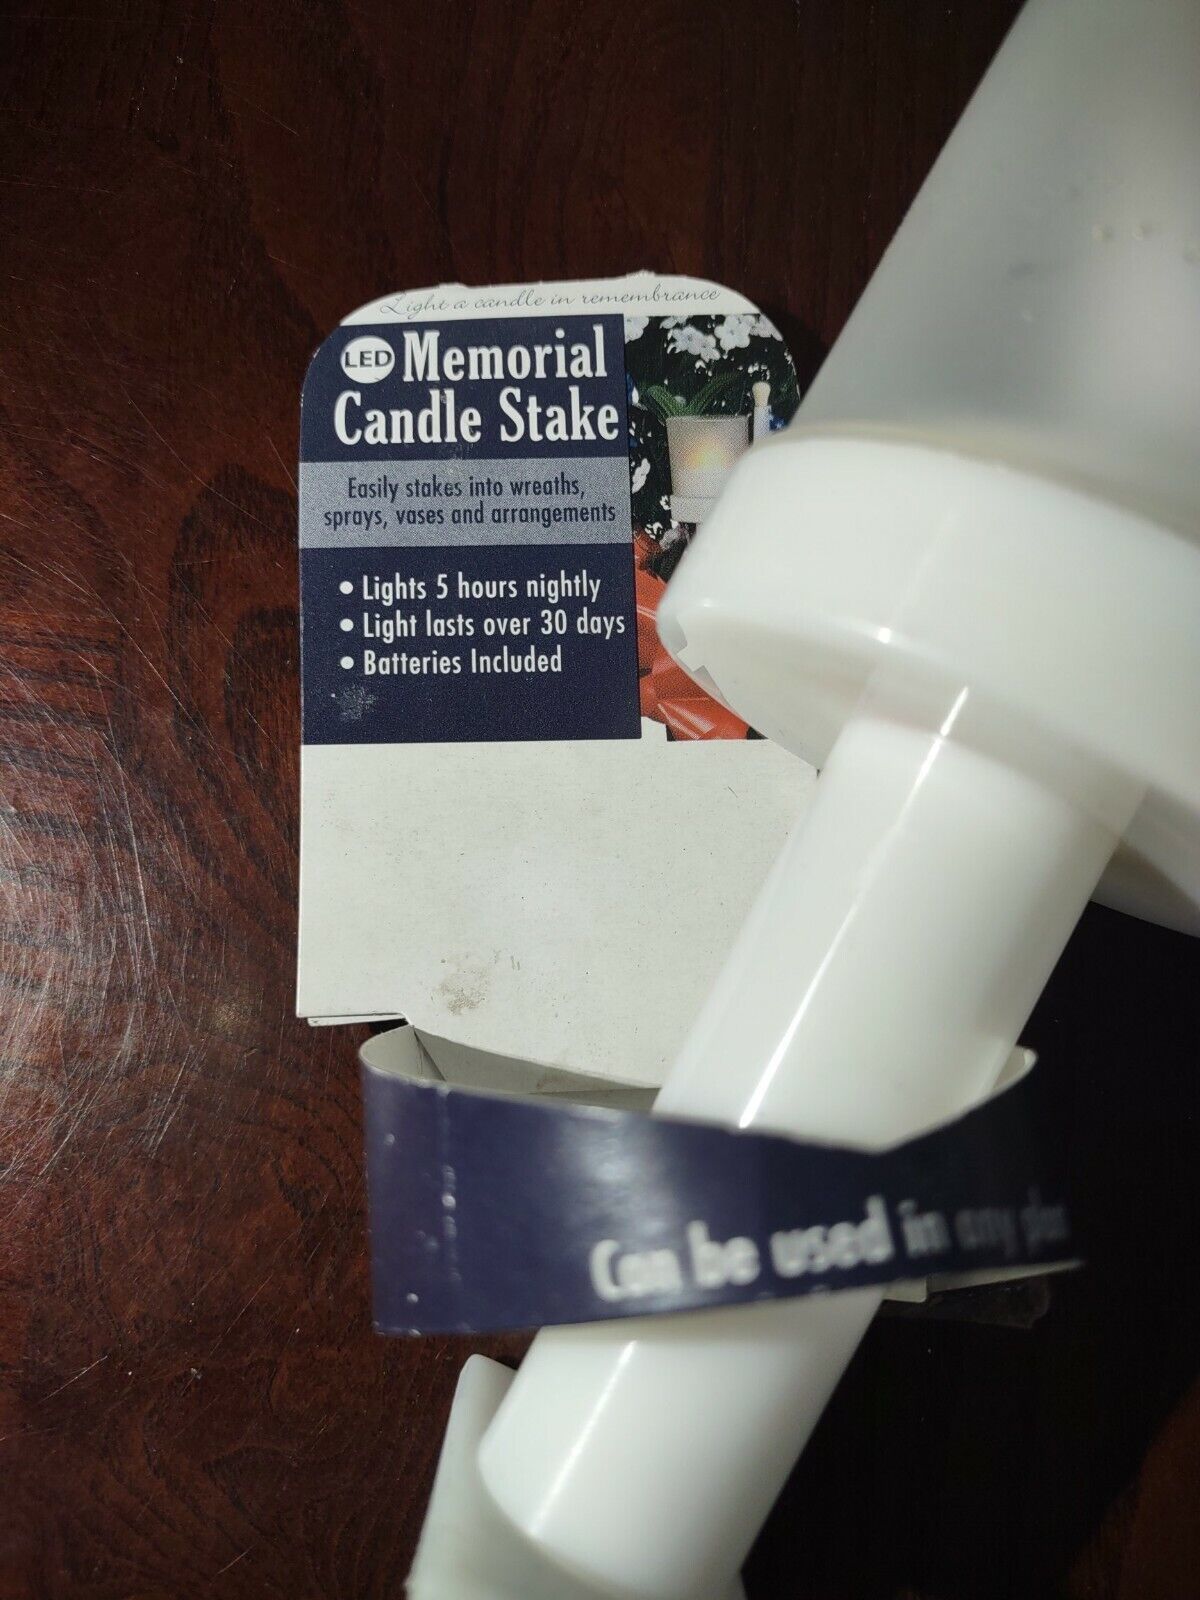 Light a candle in remembrance
LED Memorial
Candle Stake
Easily stakes into wreaths,
sprays, vases and arrangements
• Lights 5 hours nightly
• Light lasts over 30 days
• Batteries Included
Can be used in any